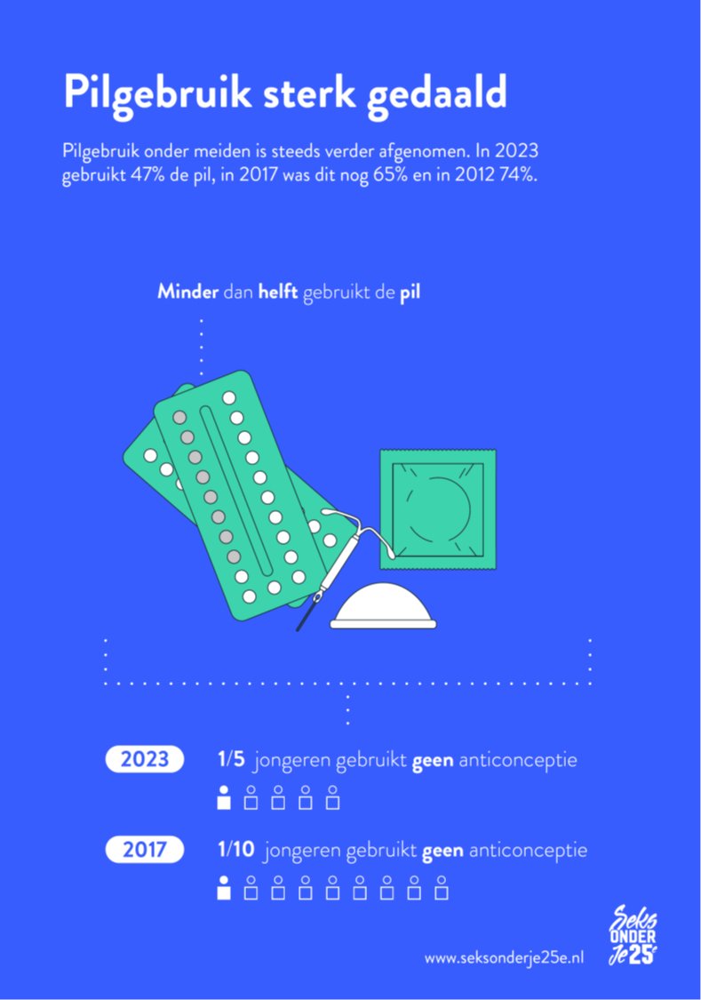 Pilgebruik sterk gedaald
Pilgebruik onder meiden is steeds verder afgenomen. In 2023
gebruikt 47% de pil, in 2017 was dit nog 65% en in 2012 74%.
Minder dan helft gebruikt de pil
2023
1/5 jongeren gebruikt geen anticonceptie
2017
1/10 jongeren gebruikt geen anticonceptie
Seks
ONDER
Je 25e
www.seksonderje25e.nl